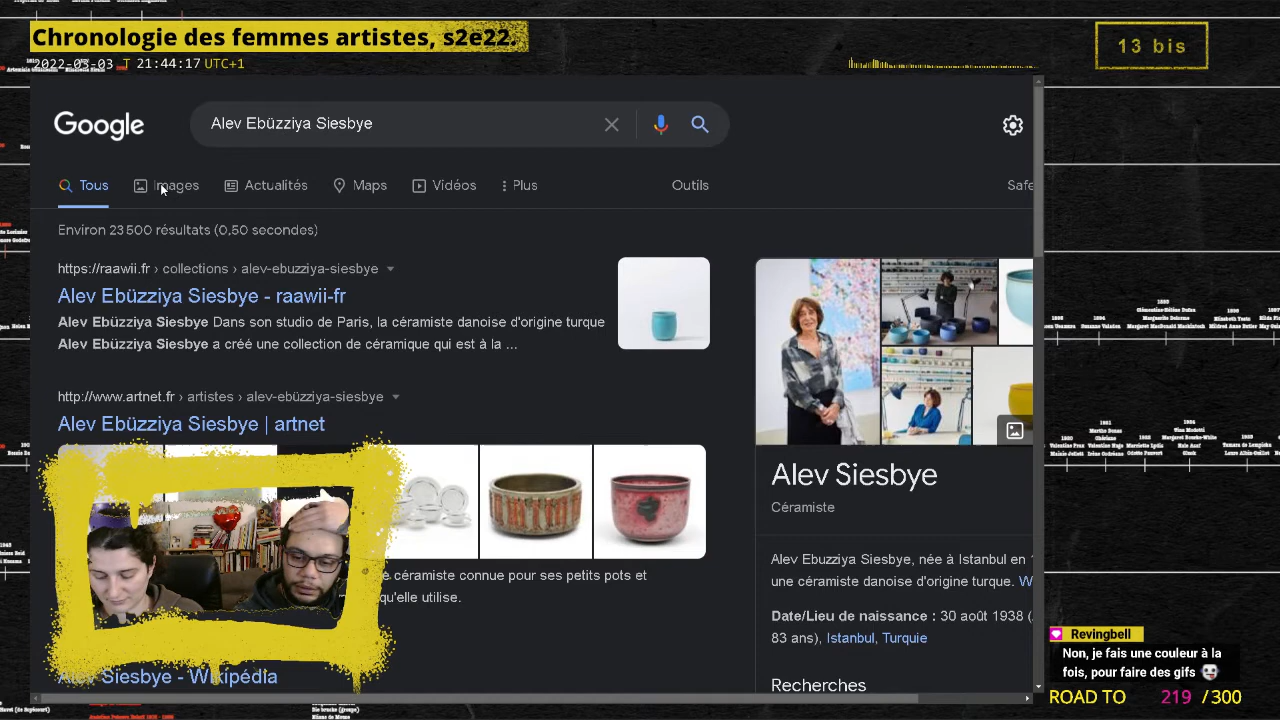 Chronologie des femmes artistes, s2e22.
2022-03-03 T 21:44:17 UTC+1
13 bis
Google
Alev Ebüzziya Siesbye
Tous
Images
Actualités
Maps
Vidéos
Plus
Outils
Safe
Environ 23 500 résultats (0,50 secondes)
https://raawii.fr › collections › alev-ebuzziya-siesbye
Alev Ebüzziya Siesbye - raawii-fr
Alev Ebüzziya Siesbye Dans son studio de Paris, la céramiste danoise d'origine turque
Alev Ebüzziya Siesbye a créé une collection de céramique qui est à la ...
http://www.artnet.fr › artistes › alev-ebüzziya-siesbye
Alev Ebüzziya Siesbye | artnet
céramiste connue pour ses petits pots et
qu'elle utilise.
Siesbye - Wikipédia
Alev Siesbye
Céramiste
Alev Ebuzziya Siesbye, née à Istanbul en
une céramiste danoise d'origine turque. W
Date/Lieu de naissance : 30 août 1938 (
83 ans), Istanbul, Turquie
Recherches
Revingbell
Non, je fais une couleur à la
fois, pour faire des gifs
ROAD TO 219 / 300